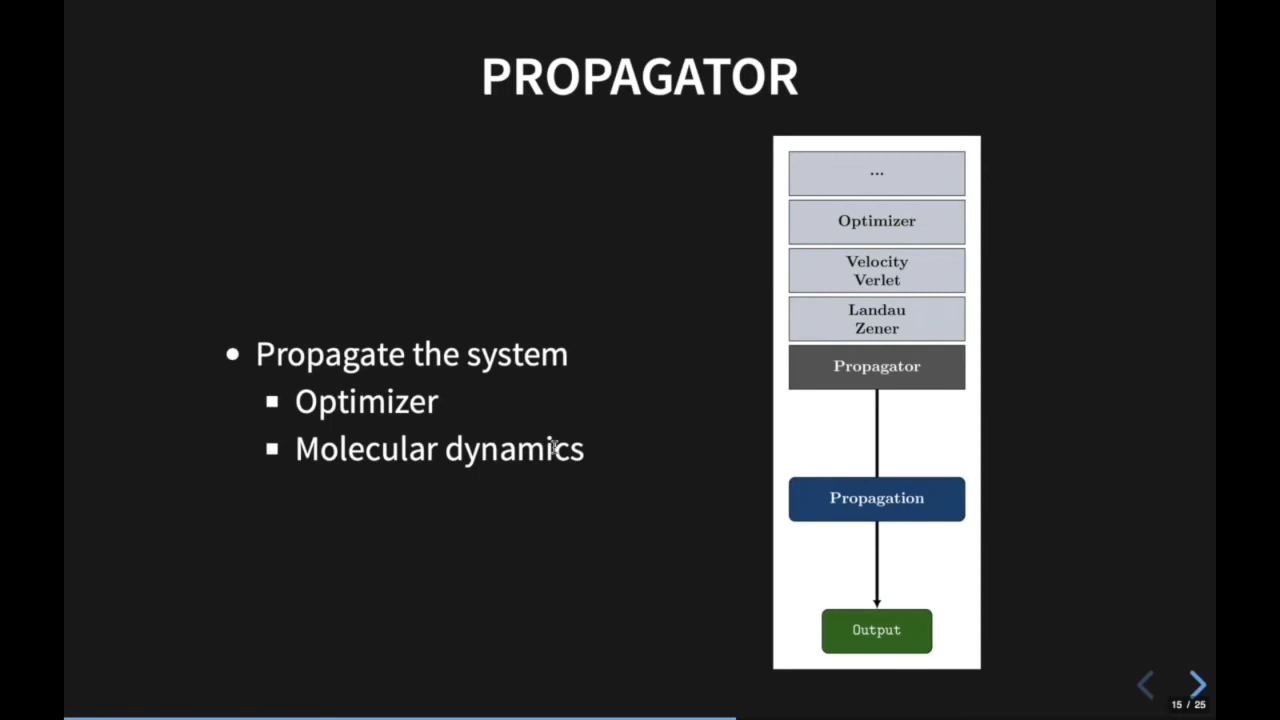 PROPAGATOR
Propagate the system
Optimizer
Molecular dynamics
...
Optimizer
Velocity
Verlet
Landau
Zener
Propagator
Propagation
Output
15 / 25